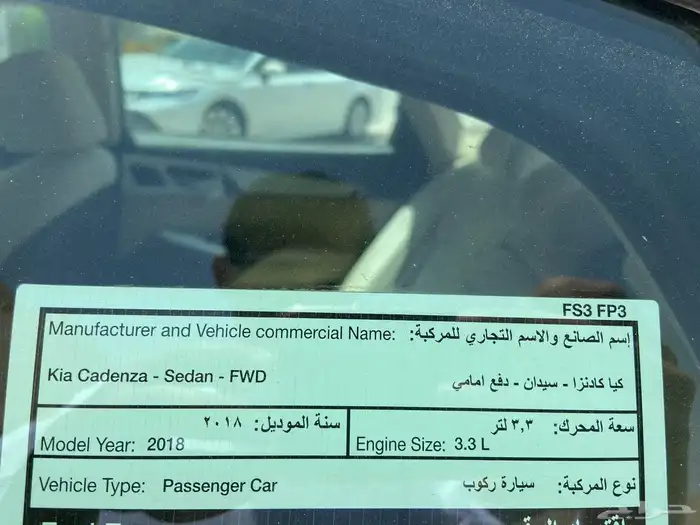 FS3 FP3
Manufacturer and Vehicle commercial Name: إسم الصانع والاسم التجاري للمركبة:
Kia Cadenza - Sedan - FWD كيا كادنزا - سيدان - دفع امامي
سنة الموديل: ٢٠١٨
Model Year: 2018
سعة المحرك: ٣,٣ لتر
Engine Size: 3.3 L
Vehicle Type: Passenger Car نوع المركبة: سيارة ركوب